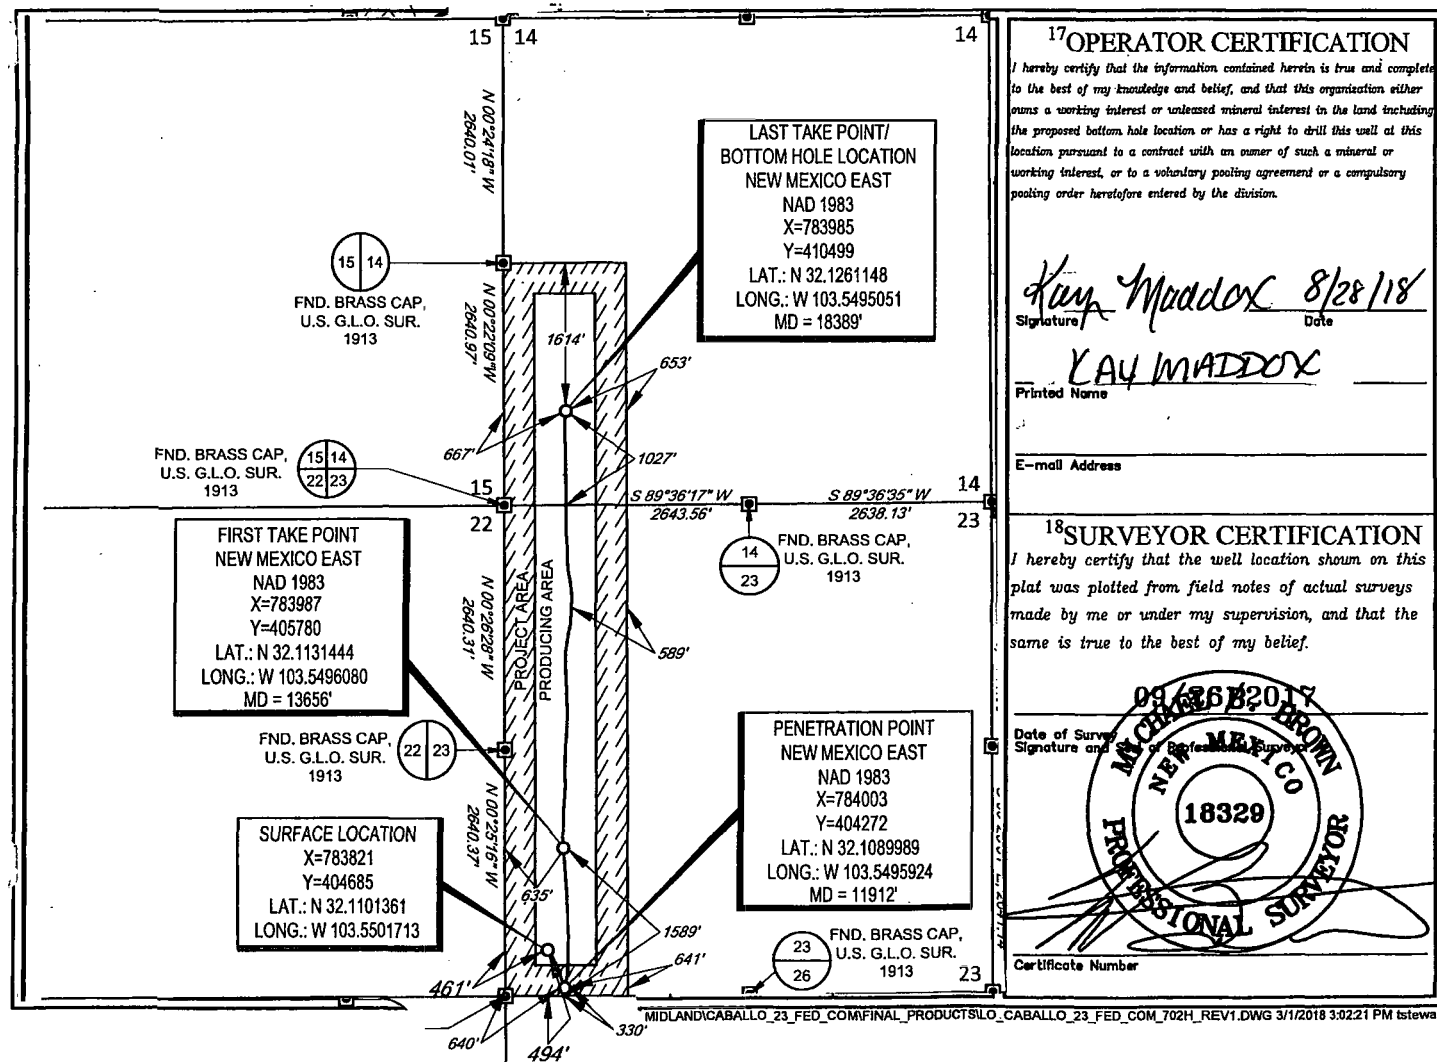 15 14
14
N 00°24'18" W
2640.01'
LAST TAKE POINT/
BOTTOM HOLE LOCATION
NEW MEXICO EAST
NAD 1983
X=783985
Y=410499
LAT.: N 32.1261148
LONG.: W 103.5495051
MD = 18389'
15 14
FND. BRASS CAP,
U.S. G.L.O. SUR.
1913
N 00°22'09" W
2640.97'
1614'
653'
667'
1027'
FND. BRASS CAP,
U.S. G.L.O. SUR.
1913
15 14
22 23
15
22
S 89°36'17" W
2643.56'
S 89°36'35" W
2638.13'
14
23
14
23
FND. BRASS CAP,
U.S. G.L.O. SUR.
1913
FIRST TAKE POINT
NEW MEXICO EAST
NAD 1983
X=783987
Y=405780
LAT.: N 32.1131444
LONG.: W 103.5496080
MD = 13656'
N 00°26'28" W
2640.31'
PROJECT AREA
PRODUCING AREA
589'
FND. BRASS CAP,
U.S. G.L.O. SUR.
1913
22 23
PENETRATION POINT
NEW MEXICO EAST
NAD 1983
X=784003
Y=404272
LAT.: N 32.1089989
LONG.: W 103.5495924
MD = 11912'
N 00°25'16" W
2640.37'
SURFACE LOCATION
X=783821
Y=404685
LAT.: N 32.1101361
LONG.: W 103.5501713
635'
1589'
641'
461'
640'
494'
330'
23
26
FND. BRASS CAP,
U.S. G.L.O. SUR.
1913
23
17 OPERATOR CERTIFICATION
I hereby certify that the information contained herein is true and complete
to the best of my knowledge and belief, and that this organization either
owns a working interest or unleased mineral interest in the land including
the proposed bottom hole location or has a right to drill this well at this
location pursuant to a contract with an owner of such a mineral or
working interest, or to a voluntary pooling agreement or a compulsory
pooling order heretofore entered by the division.
Kay Maddox 8/28/18
Signature Date
KAY MADDOX
Printed Name
E-mail Address
18 SURVEYOR CERTIFICATION
I hereby certify that the well location shown on this
plat was plotted from field notes of actual surveys
made by me or under my supervision, and that the
same is true to the best of my belief.
Date of Survey
Signature and Seal of Professional Surveyor
MICHAEL B. BROWN
NEW MEXICO
18329
PROFESSIONAL SURVEYOR
Certificate Number
MIDLAND\CABALLO_23_FED_COM\FINAL_PRODUCTS\LO_CABALLO_23_FED_COM_702H_REV1.DWG 3/1/2018 3:02:21 PM tstewa